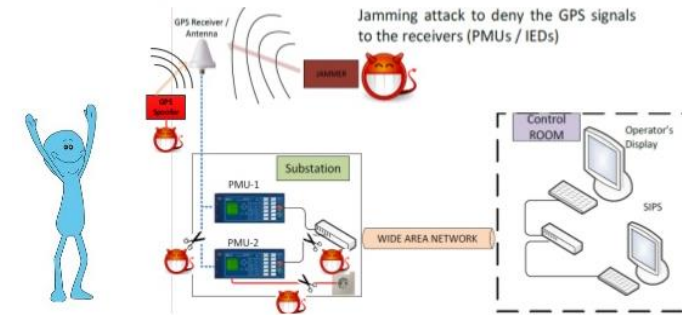 Jamming attack to deny the GPS signals
to the receivers (PMUs / IEDs)
GPS Receiver /
Antenna
JAMMER
GPS
Spoofer
Control
ROOM
Operator's
Display
Substation
PMU-1
SIPS
PMU-2
WIDE AREA NETWORK